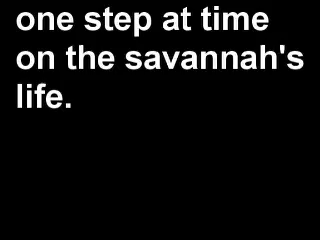 one step at time
on the savannah's
life.